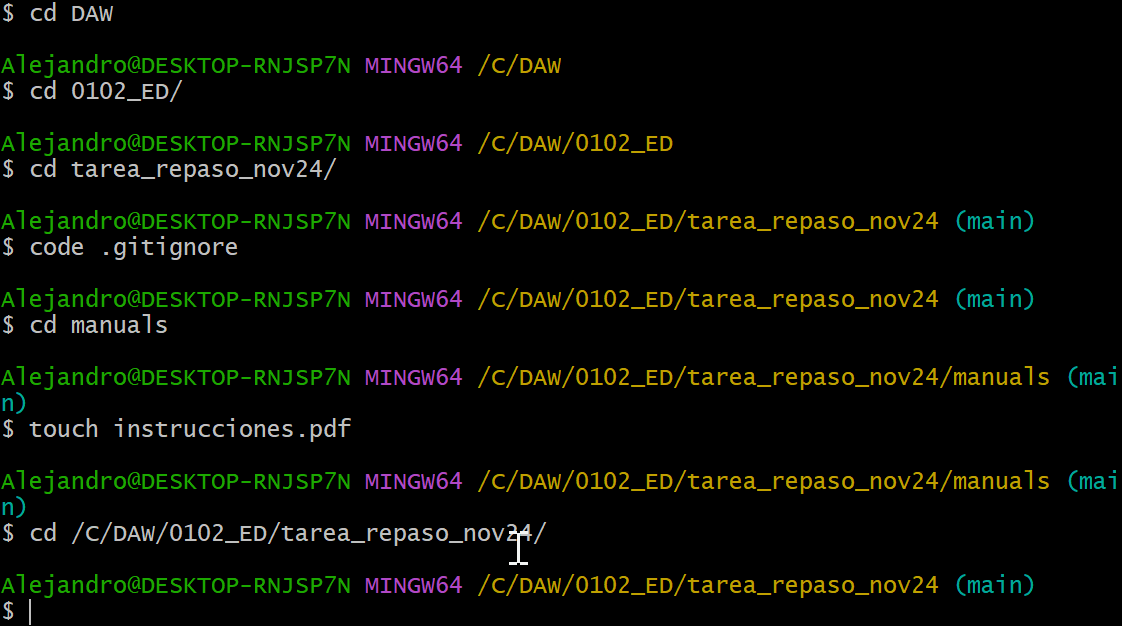 $ cd DAW
Alejandro@DESKTOP-RNJSP7N MINGW64 /C/DAW
$ cd 0102_ED/
Alejandro@DESKTOP-RNJSP7N MINGW64 /C/DAW/0102_ED
$ cd tarea_repaso_nov24/
Alejandro@DESKTOP-RNJSP7N MINGW64 /C/DAW/0102_ED/tarea_repaso_nov24 (main)
$ code .gitignore
Alejandro@DESKTOP-RNJSP7N MINGW64 /C/DAW/0102_ED/tarea_repaso_nov24 (main)
$ cd manuals
Alejandro@DESKTOP-RNJSP7N MINGW64 /C/DAW/0102_ED/tarea_repaso_nov24/manuals (mai
n)
$ touch instrucciones.pdf
Alejandro@DESKTOP-RNJSP7N MINGW64 /C/DAW/0102_ED/tarea_repaso_nov24/manuals (mai
n)
$ cd /C/DAW/0102_ED/tarea_repaso_nov24/
Alejandro@DESKTOP-RNJSP7N MINGW64 /C/DAW/0102_ED/tarea_repaso_nov24 (main)
$